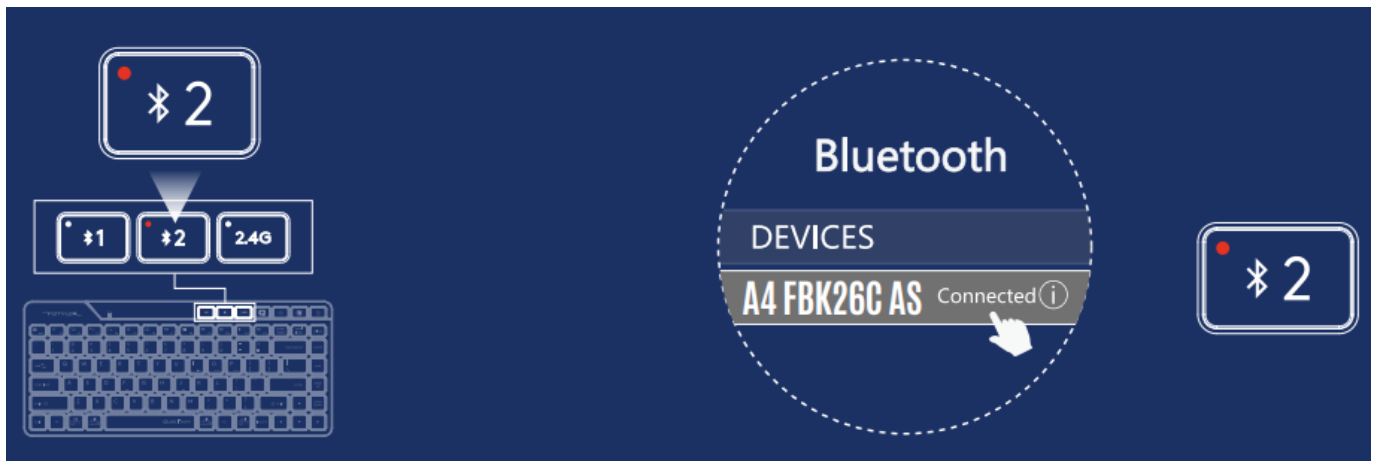 2
1
2
2.4G
Bluetooth
DEVICES
A4 FBK26C AS Connected
2